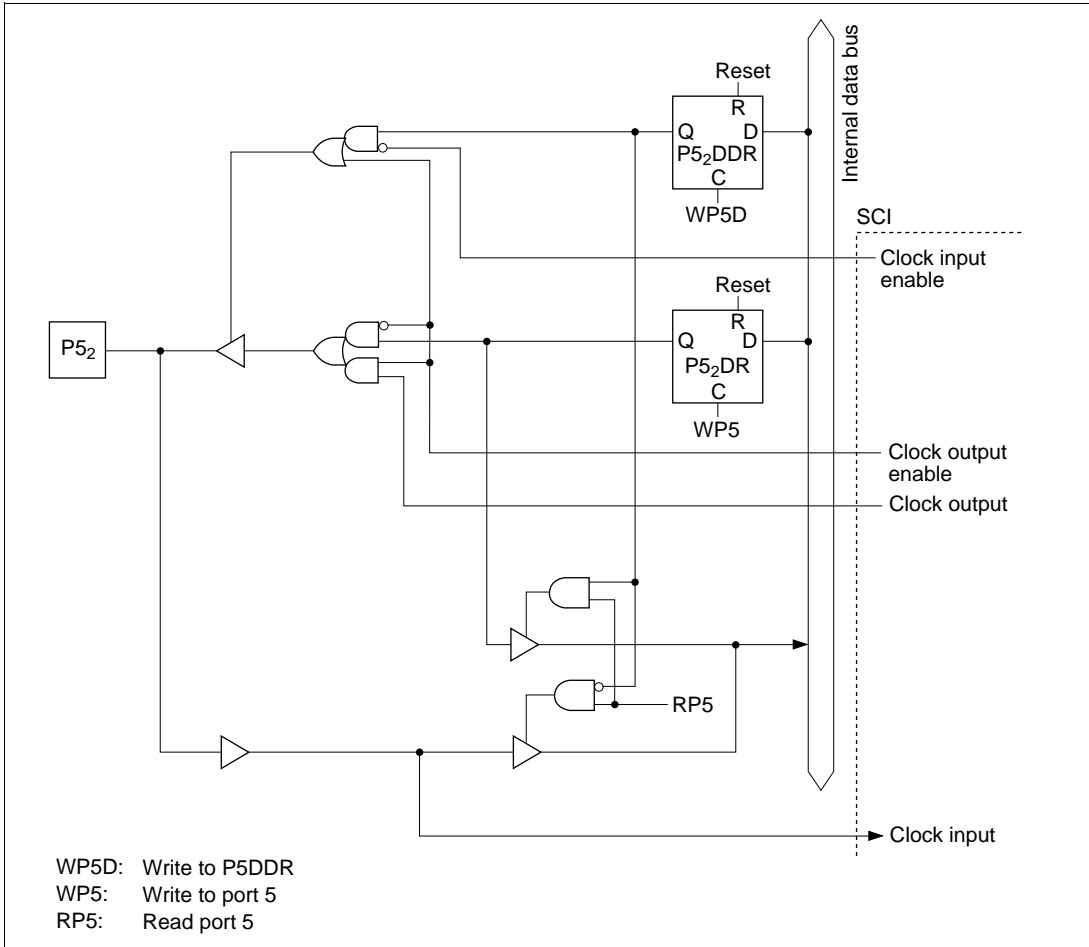 Reset
R
Q D
P5₂DDR
C
WP5D
Internal data bus
SCI
Clock input
enable
Reset
R
Q D
P5₂DR
C
WP5
P5₂
Clock output
enable
Clock output
RP5
Clock input
WP5D: Write to P5DDR
WP5: Write to port 5
RP5: Read port 5